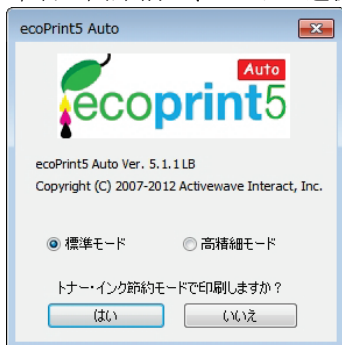 ecoPrint5 Auto
Auto
ecoprint5
ecoPrint5 Auto Ver. 5.1.1LB
Copyright (C) 2007-2012 Activewave Interact, Inc.
標準モード
高精細モード
トナー・インク節約モードで印刷しますか？
はい
いいえ